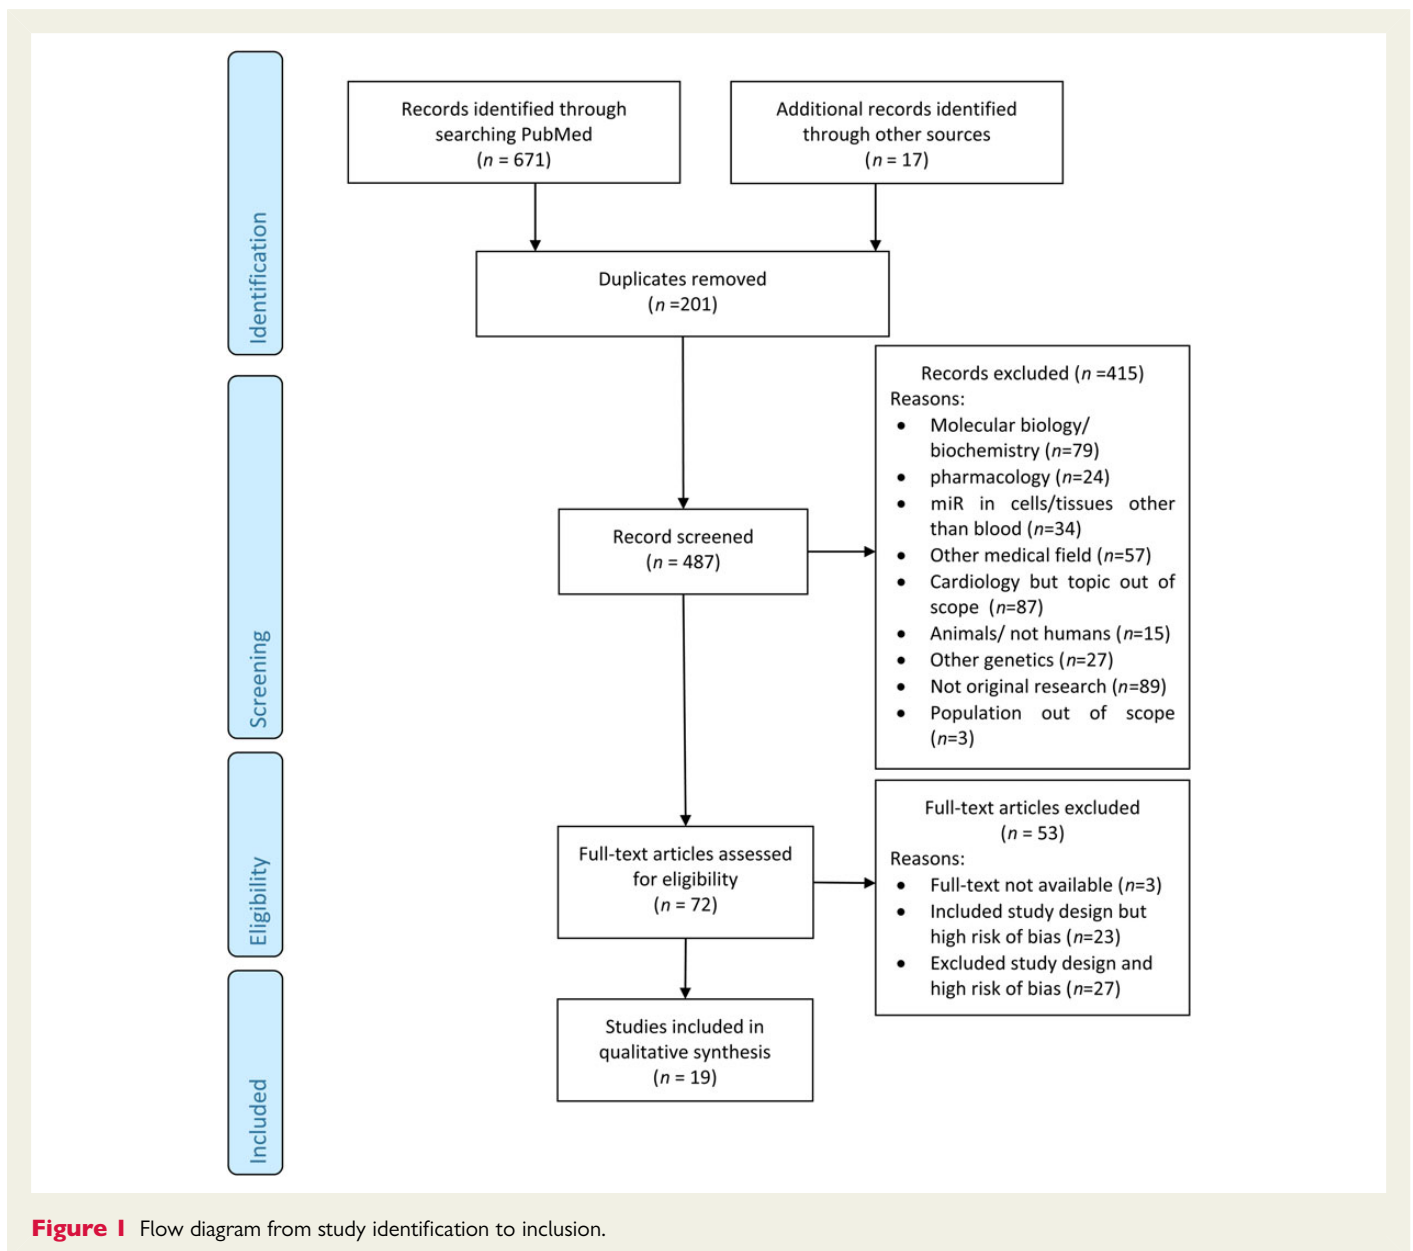 Identification
Records identified through
searching PubMed
(n = 671)
Additional records identified
through other sources
(n = 17)
Duplicates removed
(n =201)
Screening
Record screened
(n = 487)
Records excluded (n =415)
Reasons:
• Molecular biology/
biochemistry (n=79)
• pharmacology (n=24)
• miR in cells/tissues other
than blood (n=34)
• Other medical field (n=57)
• Cardiology but topic out of
scope (n=87)
• Animals/ not humans (n=15)
• Other genetics (n=27)
• Not original research (n=89)
• Population out of scope
(n=3)
Eligibility
Full-text articles assessed
for eligibility
(n = 72)
Full-text articles excluded
(n = 53)
Reasons:
• Full-text not available (n=3)
• Included study design but
high risk of bias (n=23)
• Excluded study design and
high risk of bias (n=27)
Included
Studies included in
qualitative synthesis
(n = 19)
Figure 1 Flow diagram from study identification to inclusion.